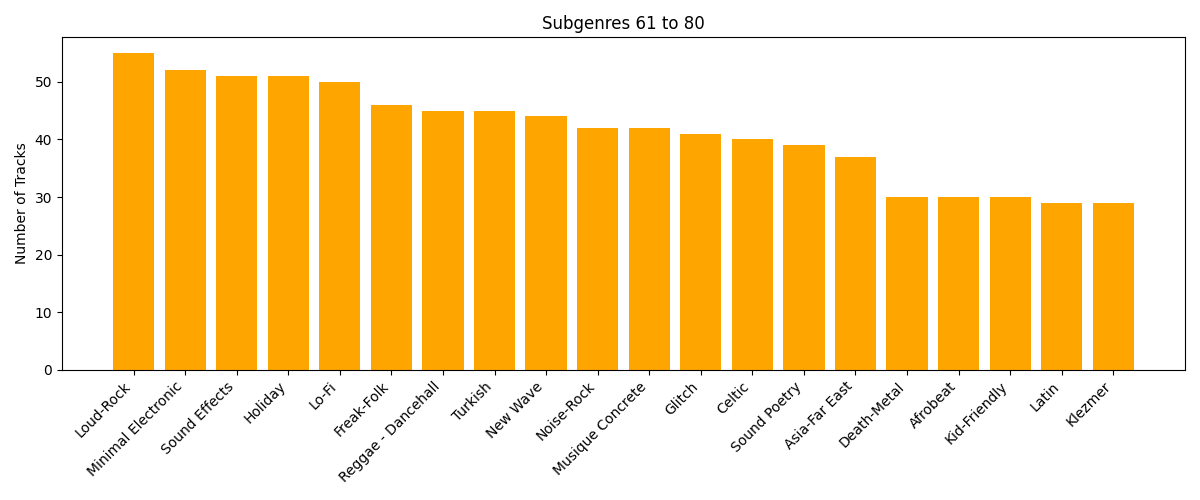 Subgenres 61 to 80
Number of Tracks
50
40
30
20
10
0
Loud-Rock
Minimal Electronic
Sound Effects
Holiday
Lo-Fi
Freak-Folk
Reggae - Dancehall
Turkish
New Wave
Noise-Rock
Musique Concrete
Glitch
Celtic
Sound Poetry
Asia-Far East
Death-Metal
Afrobeat
Kid-Friendly
Latin
Klezmer